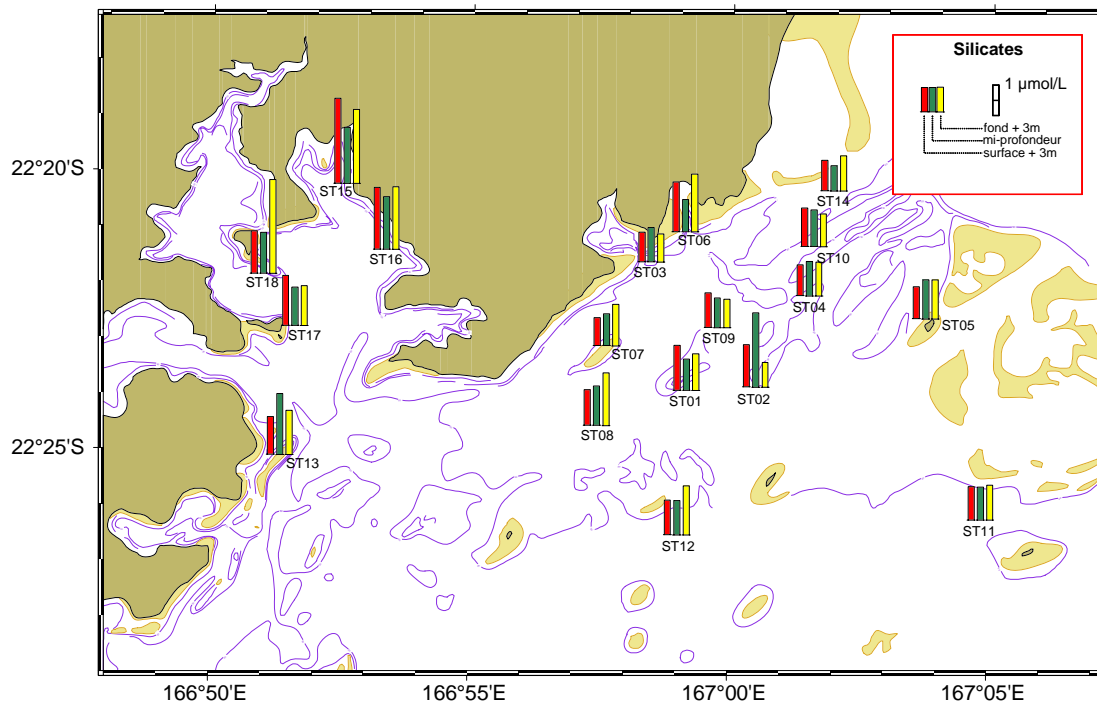 Silicates
1 µmol/L
fond + 3m
mi-profondeur
surface + 3m
22°20'S
22°25'S
ST15
ST14
ST16
ST06
ST03
ST10
ST18
ST04
ST17
ST05
ST09
ST07
ST01
ST02
ST08
ST13
ST12
ST11
166°50'E
166°55'E
167°00'E
167°05'E